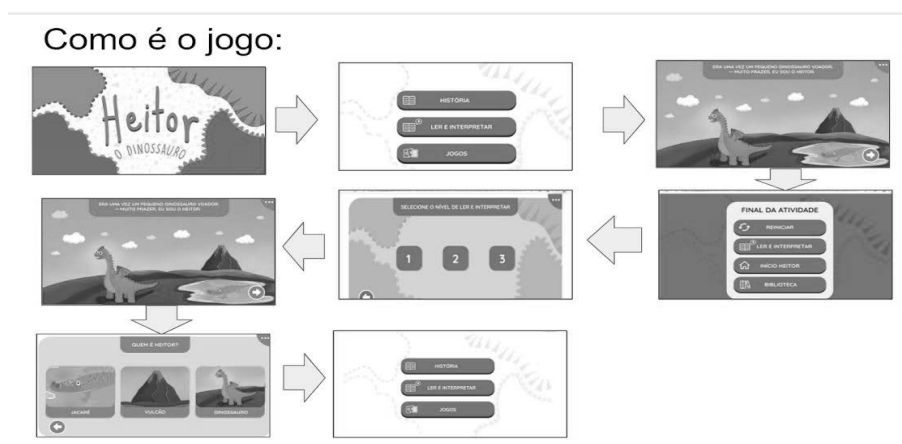 Como é o jogo:
Heitor
O DINOSSAURO
HISTÓRIA
LER E INTERPRETAR
JOGOS
ERA UMA VEZ UM PEQUENO DINOSSAURO VOADOR.
– MUITO PRAZER, EU SOU O HEITOR!
ERA UMA VEZ UM PEQUENO DINOSSAURO VOADOR.
– MUITO PRAZER, EU SOU O HEITOR!
SELECIONE O NÍVEL DE LER E INTERPRETAR
1 2 3
FINAL DA ATIVIDADE
REINICIAR
LER E INTERPRETAR
INÍCIO HEITOR
BIBLIOTECA
QUEM É HEITOR?
JACARÉ VULCÃO DINOSSAURO
HISTÓRIA
LER E INTERPRETAR
JOGOS